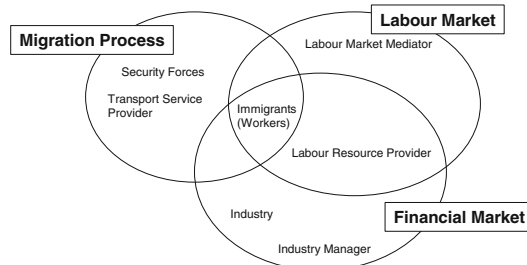 Labour Market
Migration Process
Labour Market Mediator
Security Forces
Transport Service
Provider
Immigrants
(Workers)
Labour Resource Provider
Industry
Financial Market
Industry Manager